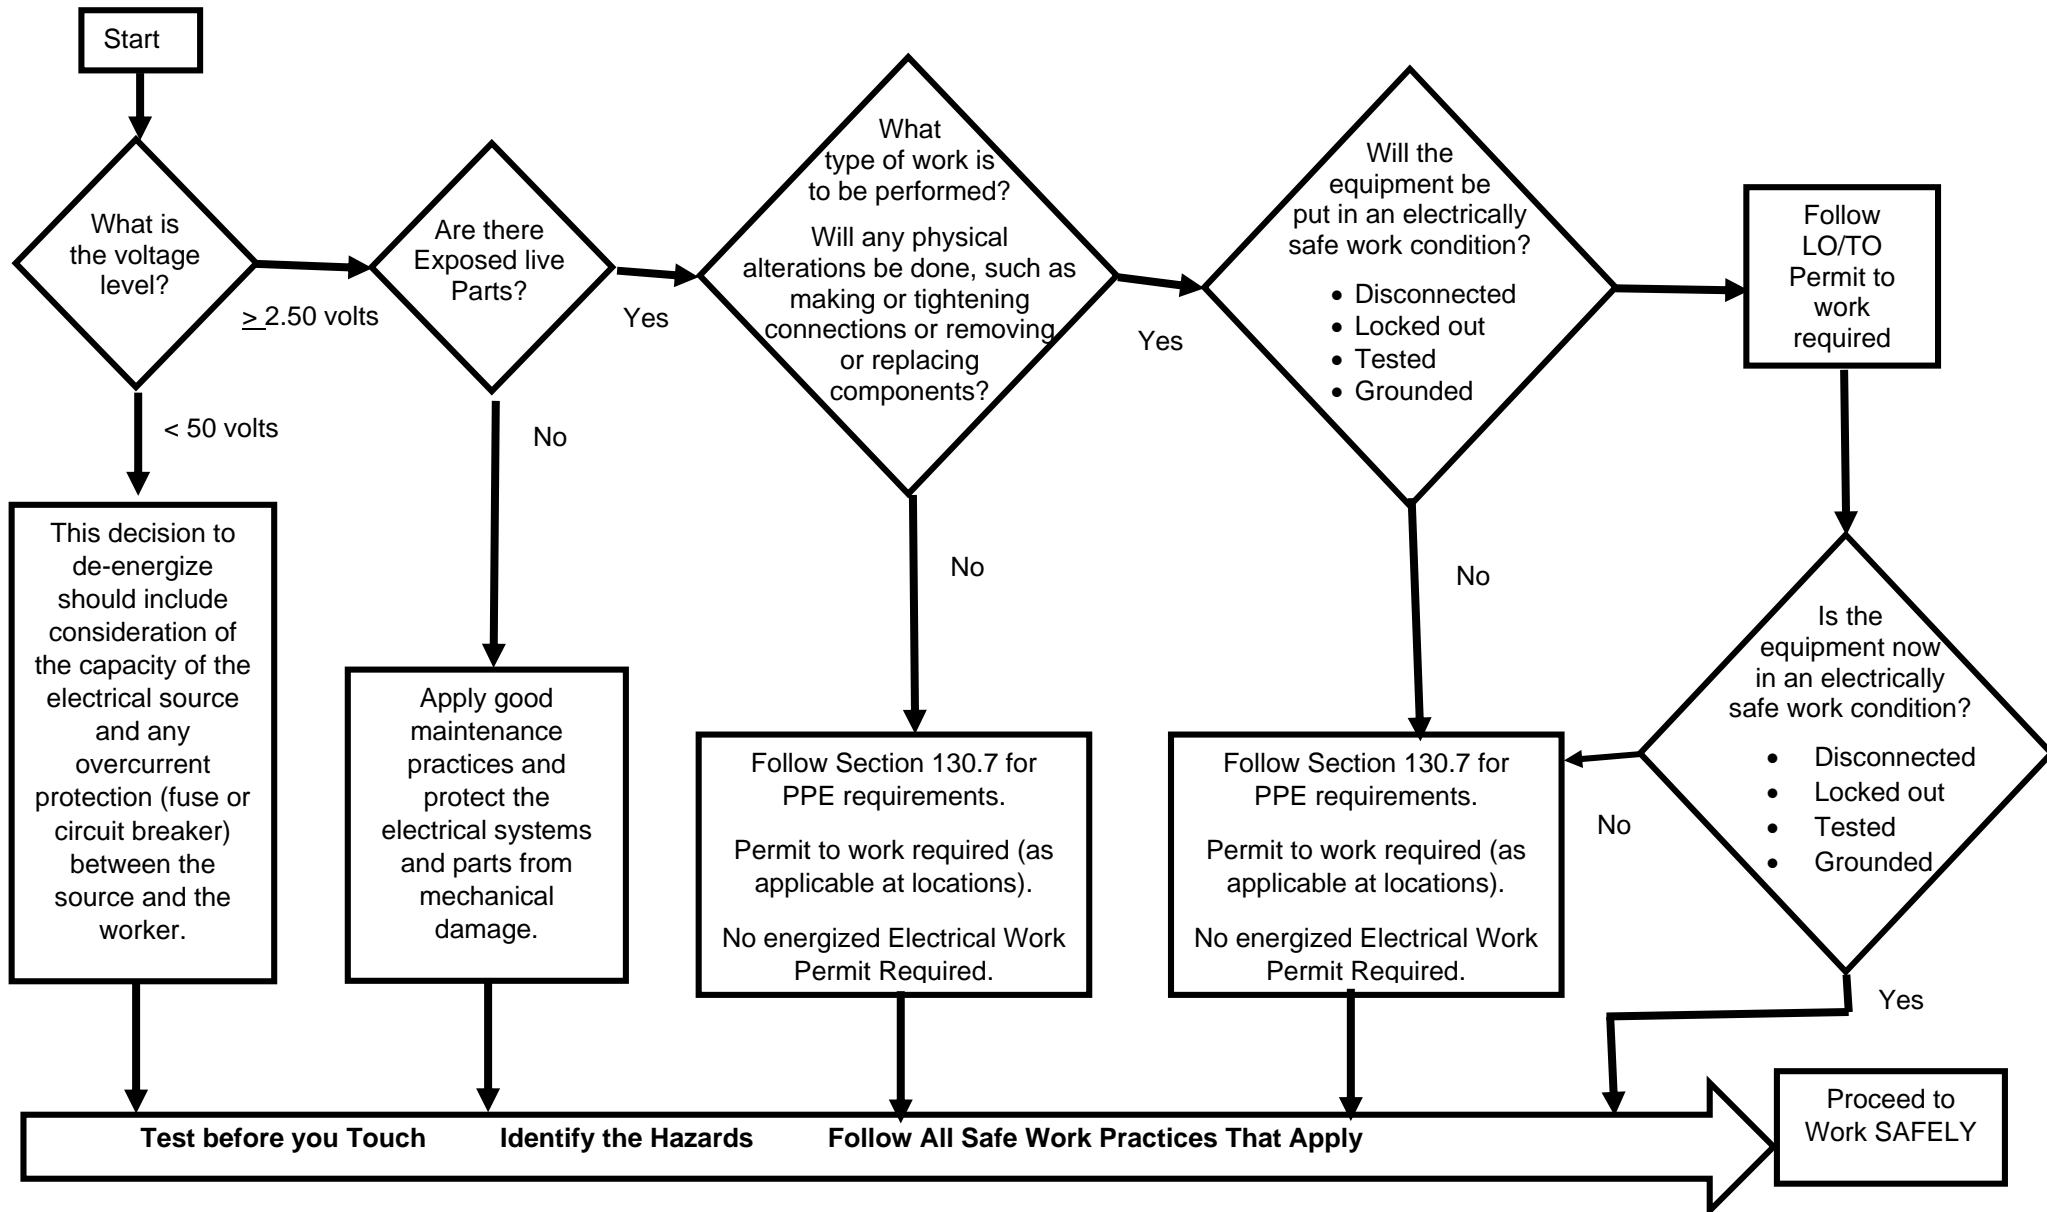 Start
What is
the voltage
level?
> 2.50 volts
< 50 volts
This decision to
de-energize
should include
consideration of
the capacity of the
electrical source
and any
overcurrent
protection (fuse or
circuit breaker)
between the
source and the
worker.
Are there
Exposed live
Parts?
Yes
No
Apply good
maintenance
practices and
protect the
electrical systems
and parts from
mechanical
damage.
What
type of work is
to be performed?
Will any physical
alterations be done, such as
making or tightening
connections or removing
or replacing
components?
Yes
No
Follow Section 130.7 for
PPE requirements.
Permit to work required (as
applicable at locations).
No energized Electrical Work
Permit Required.
Will the
equipment be
put in an electrically
safe work condition?
• Disconnected
• Locked out
• Tested
• Grounded
No
Follow Section 130.7 for
PPE requirements.
Permit to work required (as
applicable at locations).
No energized Electrical Work
Permit Required.
Follow
LO/TO
Permit to
work
required
Is the
equipment now
in an electrically
safe work condition?
• Disconnected
• Locked out
• Tested
• Grounded
No
Yes
Test before you Touch Identify the Hazards Follow All Safe Work Practices That Apply
Proceed to
Work SAFELY